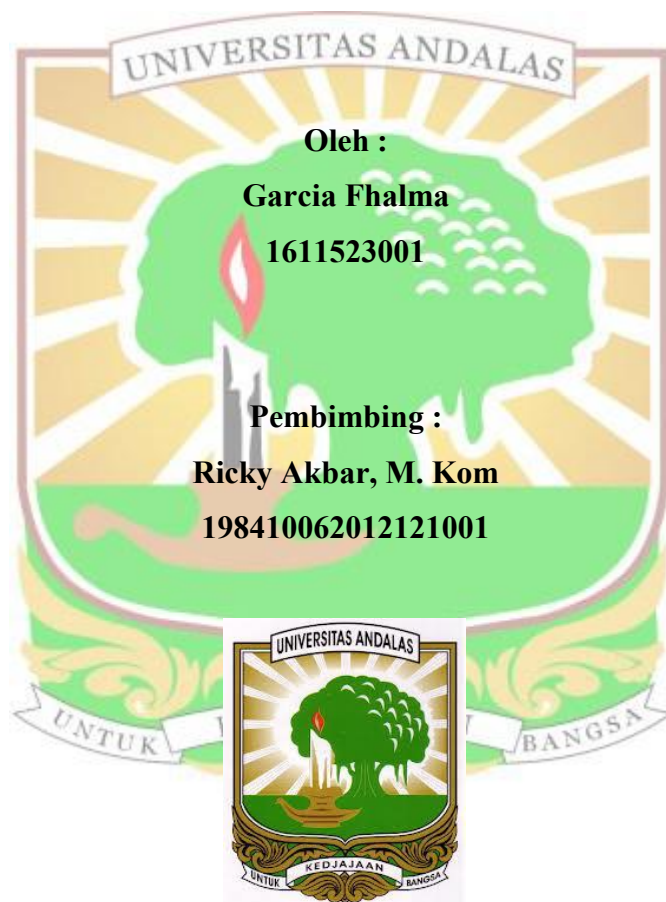 UNIVERSITAS ANDALAS
Oleh :
Garcia Fhalma
1611523001
Pembimbing :
Ricky Akbar, M. Kom
198410062012121001
UNIVERSITAS ANDALAS
UNTUK
BANGSA
UNTUK KEDJAJAAN BANGSA